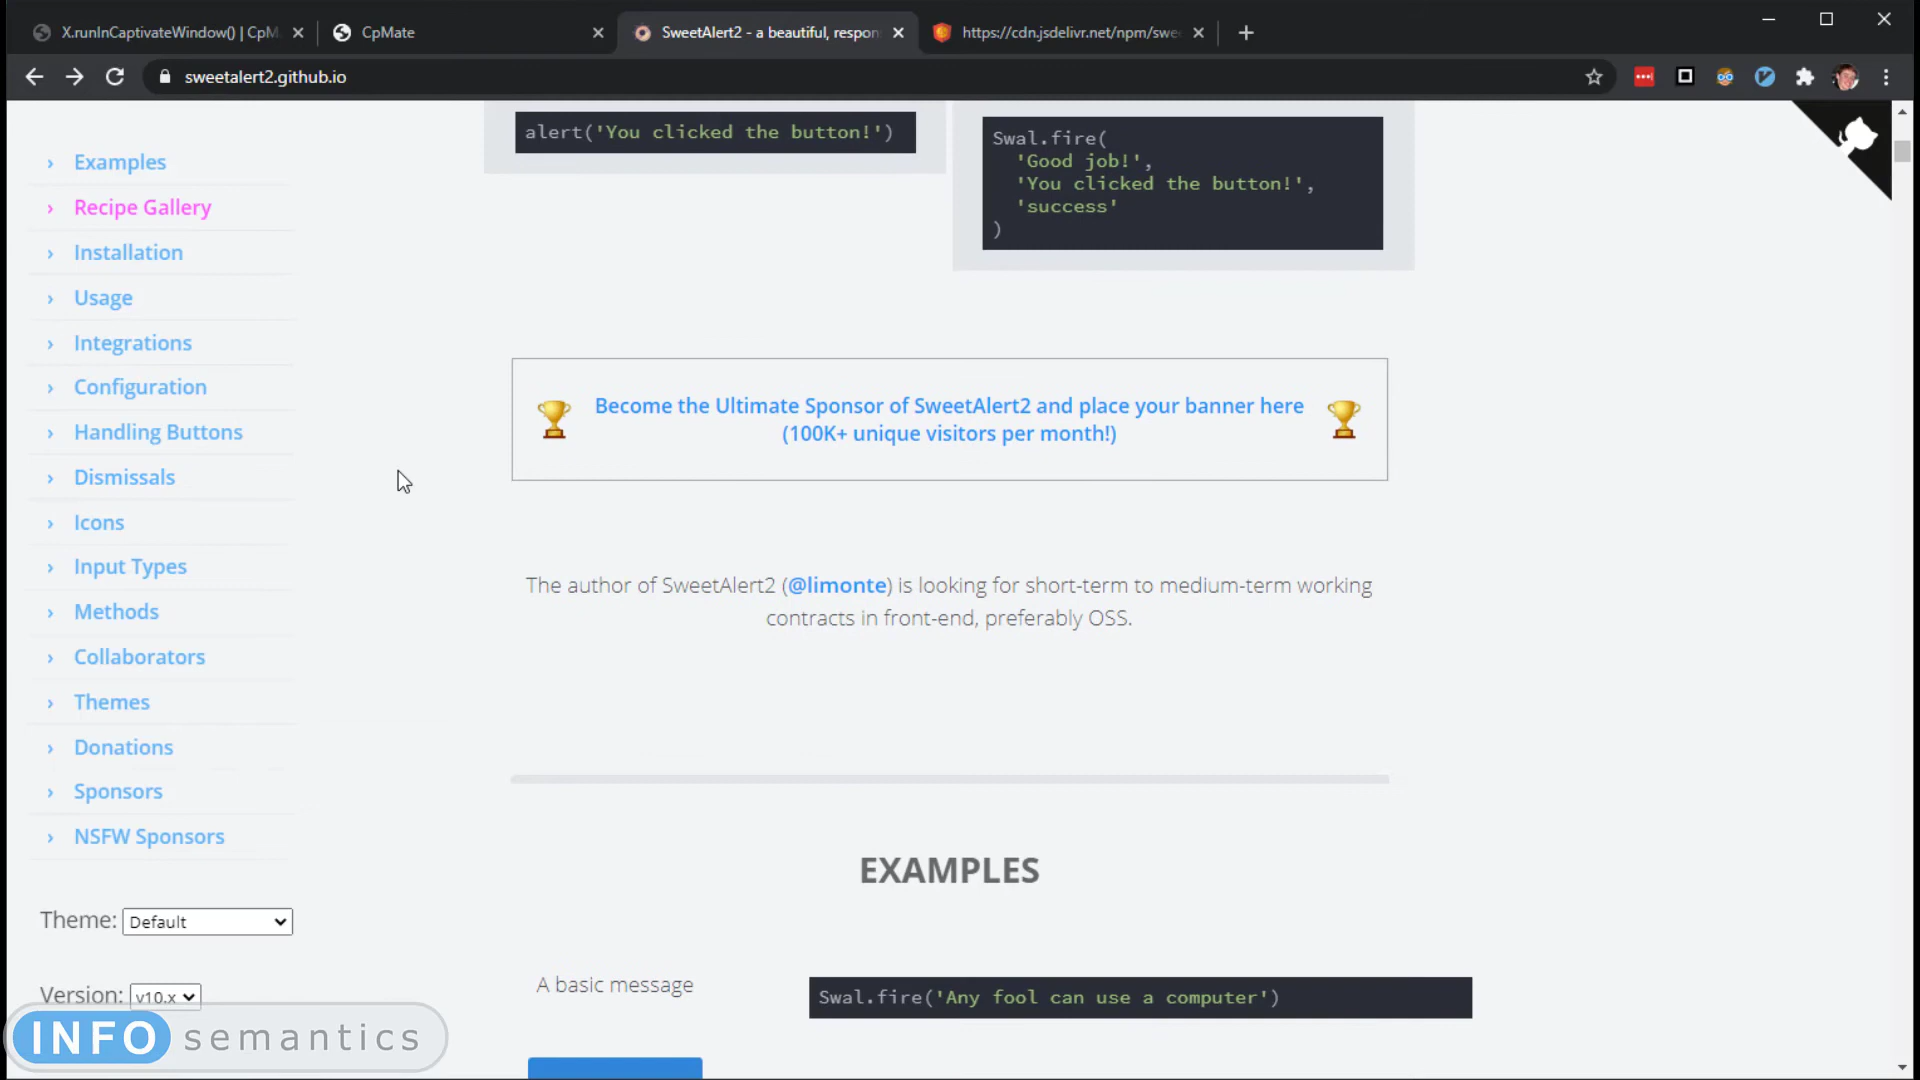 X.runInCaptivateWindow() | CpM
CpMate
SweetAlert2 - a beautiful, respon
https://cdn.jsdelivr.net/npm/swe
sweetalert2.github.io
Examples
Recipe Gallery
Installation
Usage
Integrations
Configuration
Handling Buttons
Dismissals
Icons
Input Types
Methods
Collaborators
Themes
Donations
Sponsors
NSFW Sponsors
Theme: Default
Version: v10.x
alert('You clicked the button!')
Swal.fire(
'Good job!',
'You clicked the button!',
'success'
)
Become the Ultimate Sponsor of SweetAlert2 and place your banner here
(100K+ unique visitors per month!)
The author of SweetAlert2 (@limonte) is looking for short-term to medium-term working
contracts in front-end, preferably OSS.
EXAMPLES
A basic message
Swal.fire('Any fool can use a computer')
INFO semantics